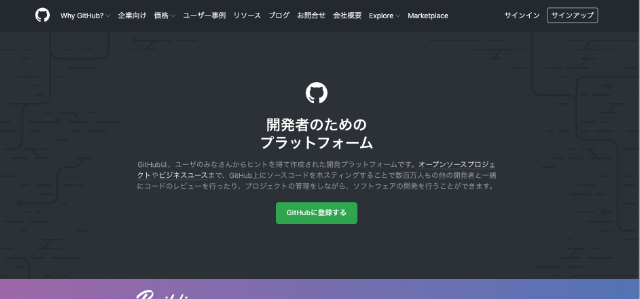 Why GitHub? 企業向け 価格 ユーザー事例 リソース ブログ お問合せ 会社概要 Explore Marketplace サインイン サインアップ
開発者のための
プラットフォーム
GitHubは、ユーザのみなさんからヒントを得て作成された開発プラットフォームです。オープンソースプロジェ
クトやビジネスユースまで、GitHub上にソースコードをホスティングすることで数百万人もの他の開発者と一緒
にコードのレビューを行ったり、プロジェクトの管理をしながら、ソフトウェアの開発を行うことができます。
GitHubに登録する